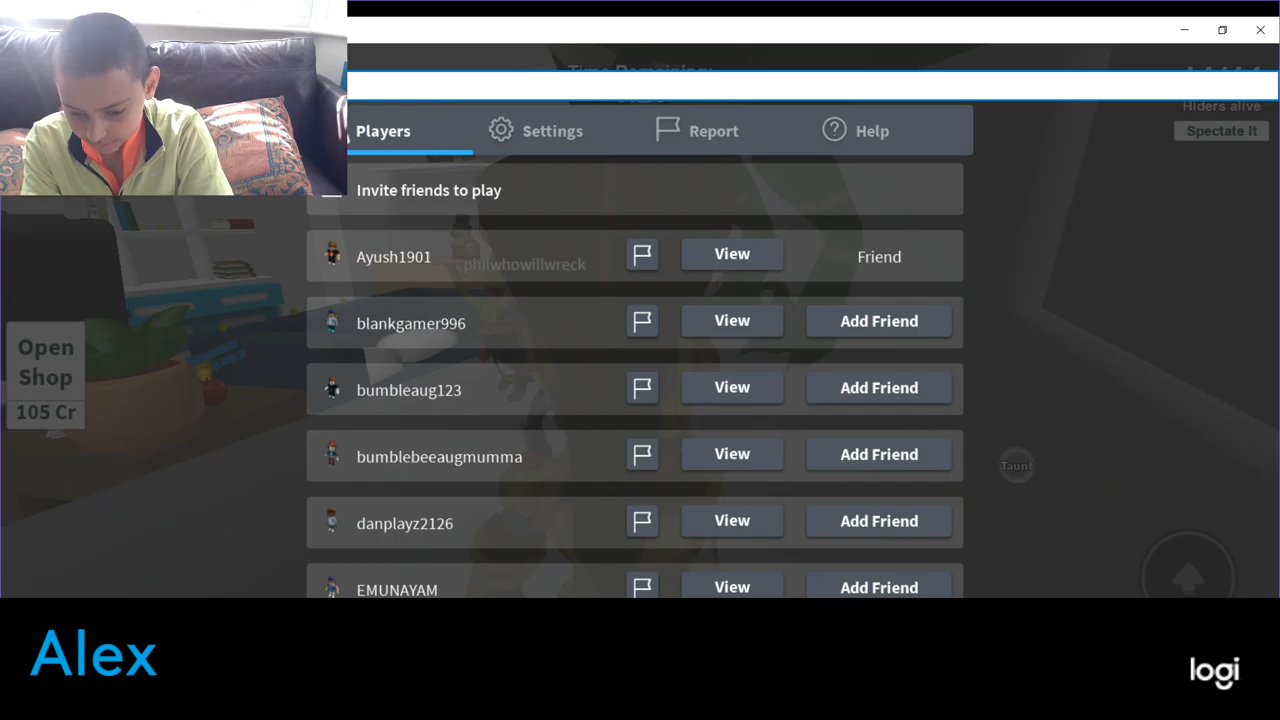 Time Remaining:
Hiders alive
Spectate It
Players
Settings
Report
Help
Invite friends to play
Ayush1901
View
Friend
philwhowillwreck
blankgamer996
View
Add Friend
Open
Shop
105 Cr
bumbleaug123
View
Add Friend
bumblebeeaugmumma
View
Add Friend
Taunt
danplayz2126
View
Add Friend
EMUNAYAM
View
Add Friend
Alex
logi